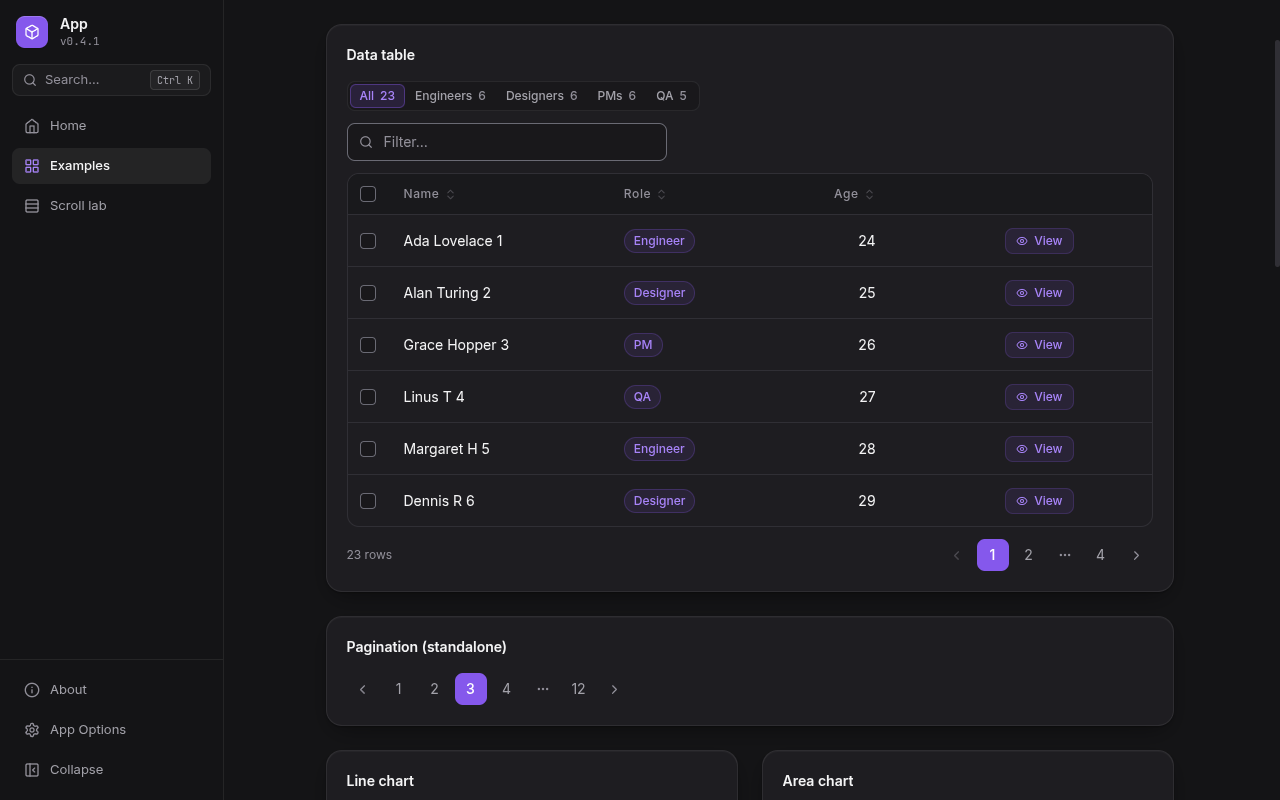 App
v0.4.1
Search...
Ctrl K
Home
Examples
Scroll lab
About
App Options
Collapse
Data table
All 23 Engineers 6 Designers 6 PMs 6 QA 5
Filter...
Name Role Age
Ada Lovelace 1 Engineer 24 View
Alan Turing 2 Designer 25 View
Grace Hopper 3 PM 26 View
Linus T 4 QA 27 View
Margaret H 5 Engineer 28 View
Dennis R 6 Designer 29 View
23 rows 1 2 ··· 4
Pagination (standalone)
1 2 3 4 ··· 12
Line chart
Area chart